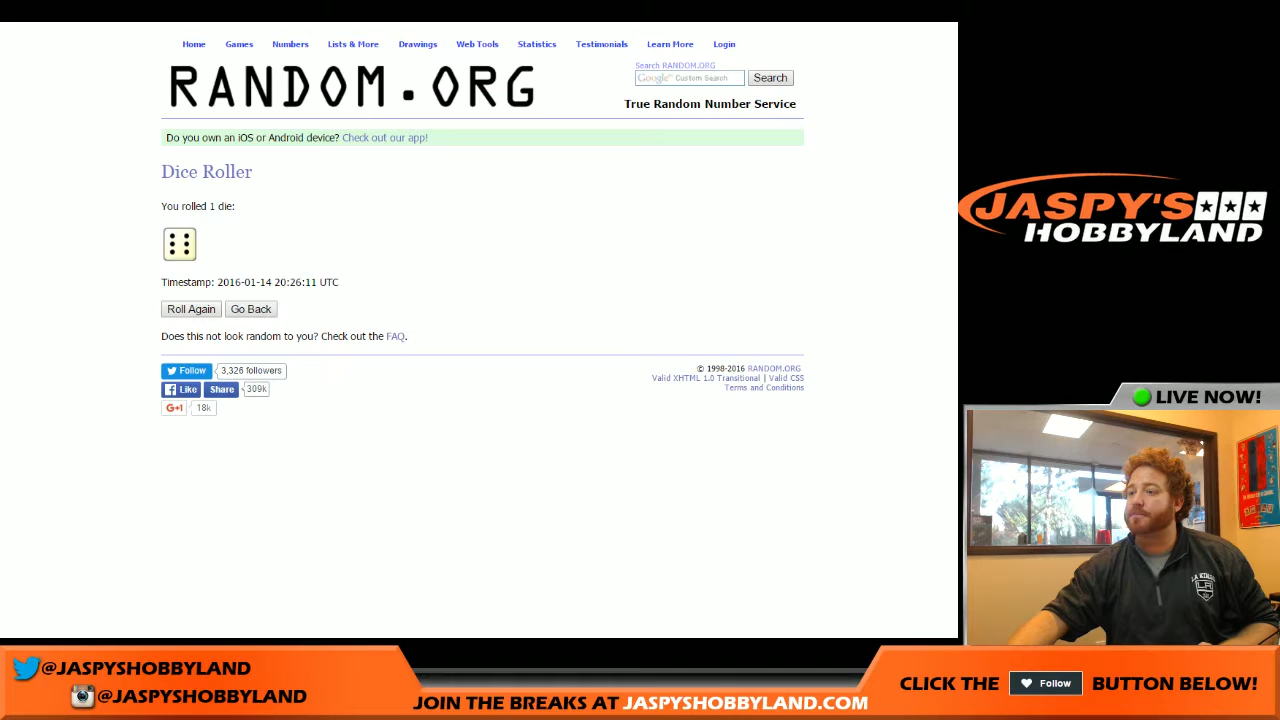 Home Games Numbers Lists & More Drawings Web Tools Statistics Testimonials Learn More Login
RANDOM.ORG
Search RANDOM.ORG
Google™ Custom Search Search
True Random Number Service
Do you own an iOS or Android device? Check out our app!
Dice Roller
You rolled 1 die:
Timestamp: 2016-01-14 20:26:11 UTC
Roll Again Go Back
Does this not look random to you? Check out the FAQ.
Follow 3,326 followers
Like Share 309k
G+1 18k
© 1998-2016 RANDOM.ORG
Valid XHTML 1.0 Transitional | Valid CSS
Terms and Conditions
JASPY'S
HOBBYLAND
LIVE NOW!
LA KINGS
LA
@JASPYSHOBBYLAND
@JASPYSHOBBYLAND
JOIN THE BREAKS AT JASPYSHOBBYLAND.COM
CLICK THE Follow BUTTON BELOW!